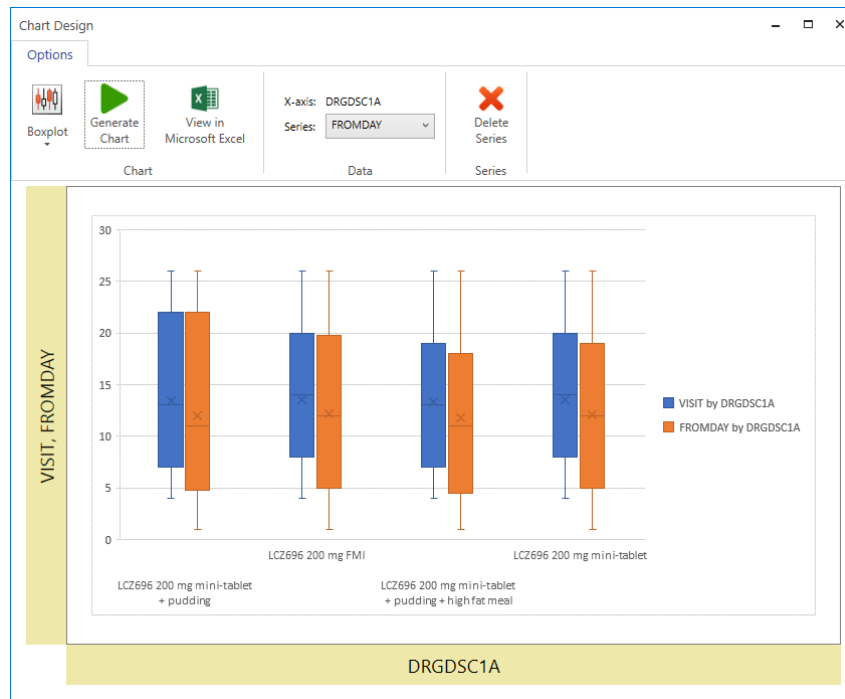 Chart Design
Options
Boxplot
Generate
Chart
View in
Microsoft Excel
Chart
X-axis: DRGDSC1A
Series: FROMDAY
Data
Delete
Series
Series
VISIT, FROMDAY
30
25
20
15
10
5
0
LCZ696 200 mg mini-tablet
+ pudding
LCZ696 200 mg FMI
LCZ696 200 mg mini-tablet
+ pudding + high fat meal
LCZ696 200 mg mini-tablet
VISIT by DRGDSC1A
FROMDAY by DRGDSC1A
DRGDSC1A